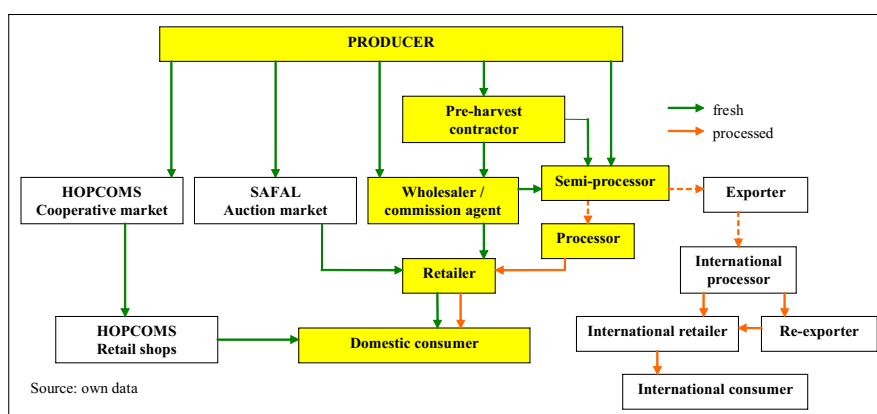 PRODUCER
Pre-harvest
contractor
fresh
processed
HOPCOMS
Cooperative market
SAFAL
Auction market
Wholesaler /
commission agent
Semi-processor
Exporter
Processor
Retailer
International
processor
HOPCOMS
Retail shops
Domestic consumer
International retailer
Re-exporter
International consumer
Source: own data